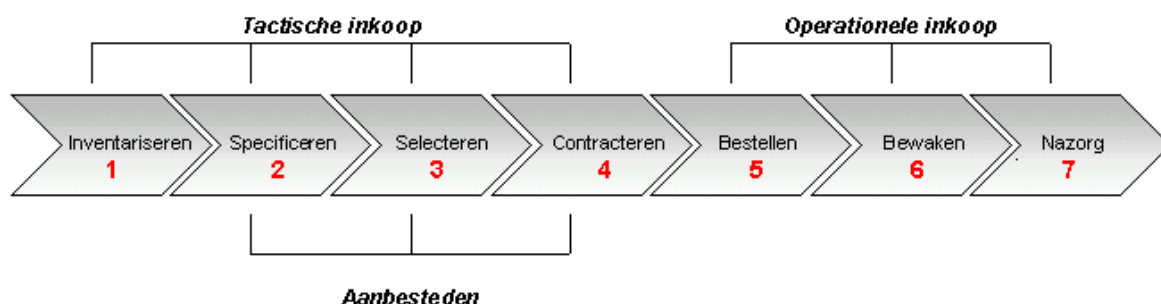 Tactische inkoop
Operationele inkoop
Inventariseren
1
Specificeren
2
Selecteren
3
Contracteren
4
Bestellen
5
Bewaken
6
Nazorg
7
Aanbesteden